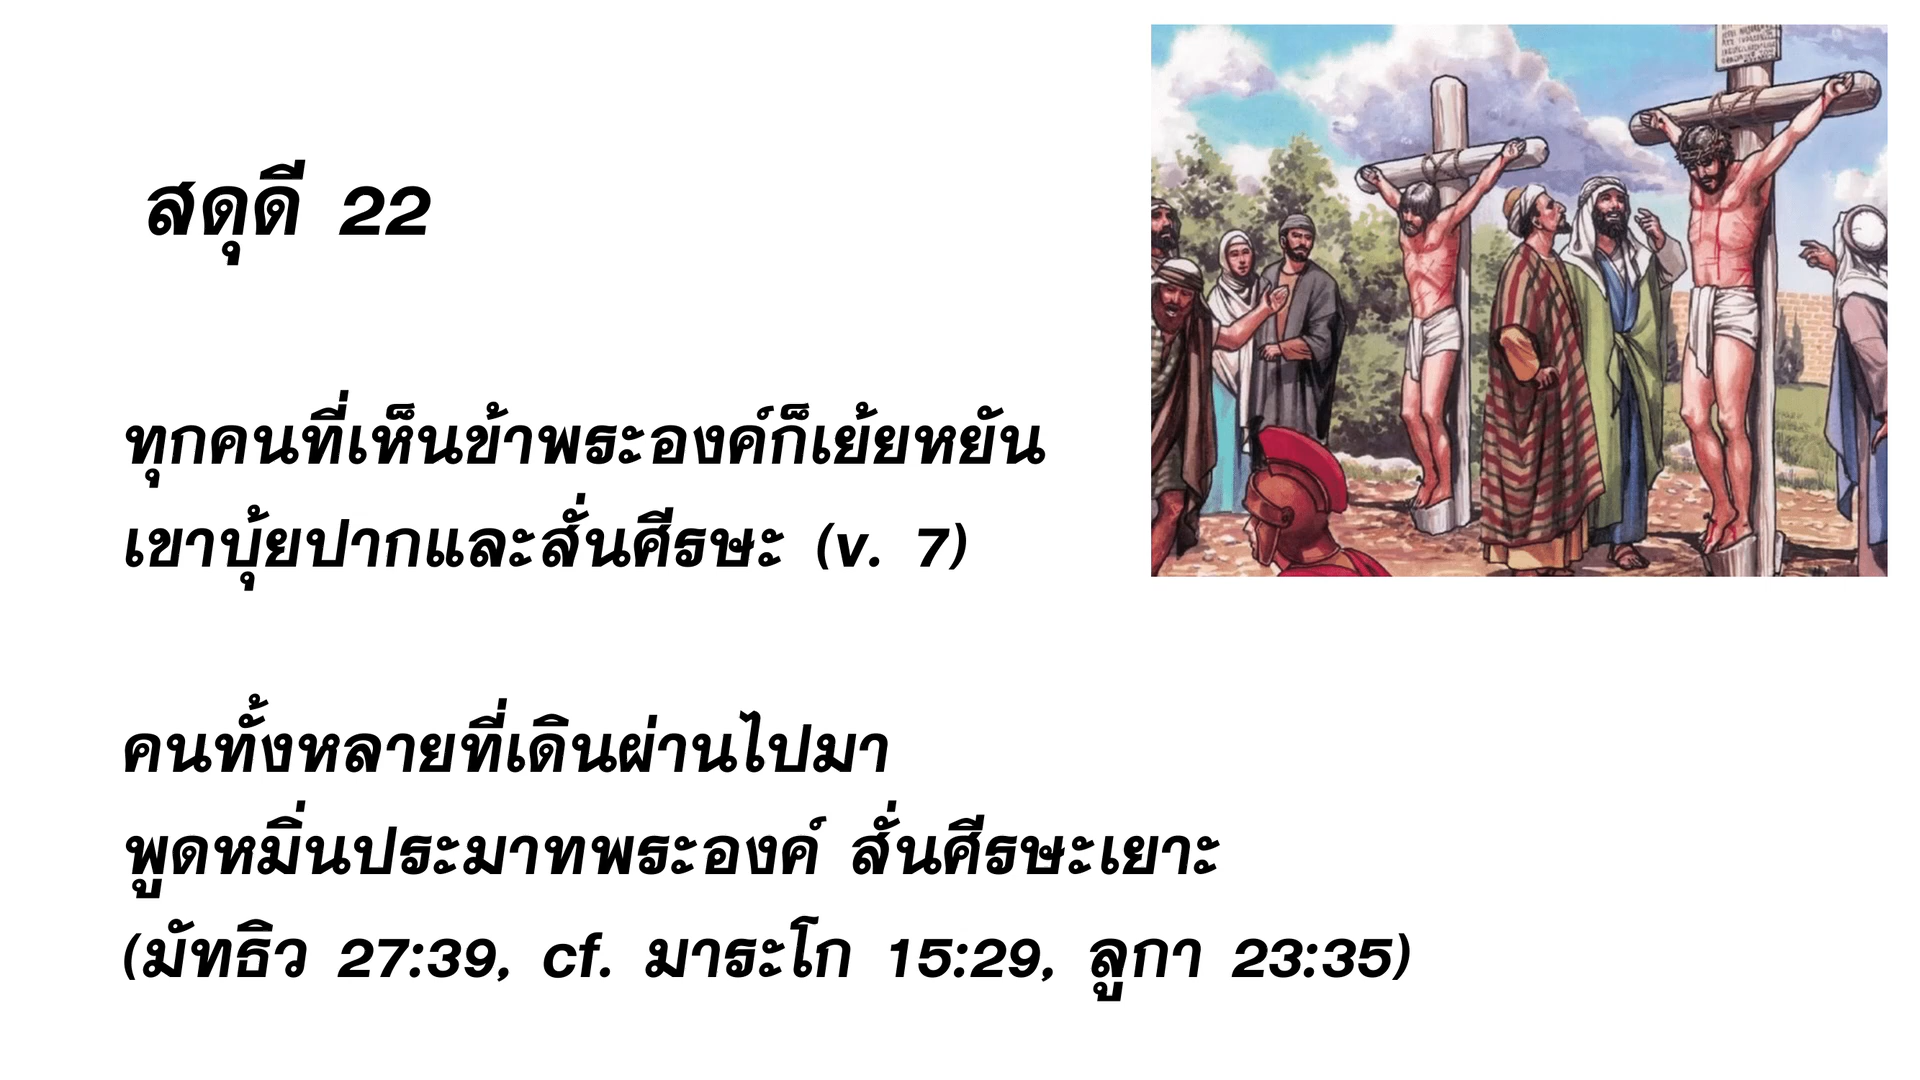 สดุดี 22
ทุกคนที่เห็นข้าพระองค์ก็เย้ยหยัน
เขาบุ้ยปากและสั่นศีรษะ (v. 7)
คนทั้งหลายที่เดินผ่านไปมา
พูดหมิ่นประมาทพระองค์ สั่นศีรษะเยาะ
(มัทธิว 27:39, cf. มาระโก 15:29, ลูกา 23:35)